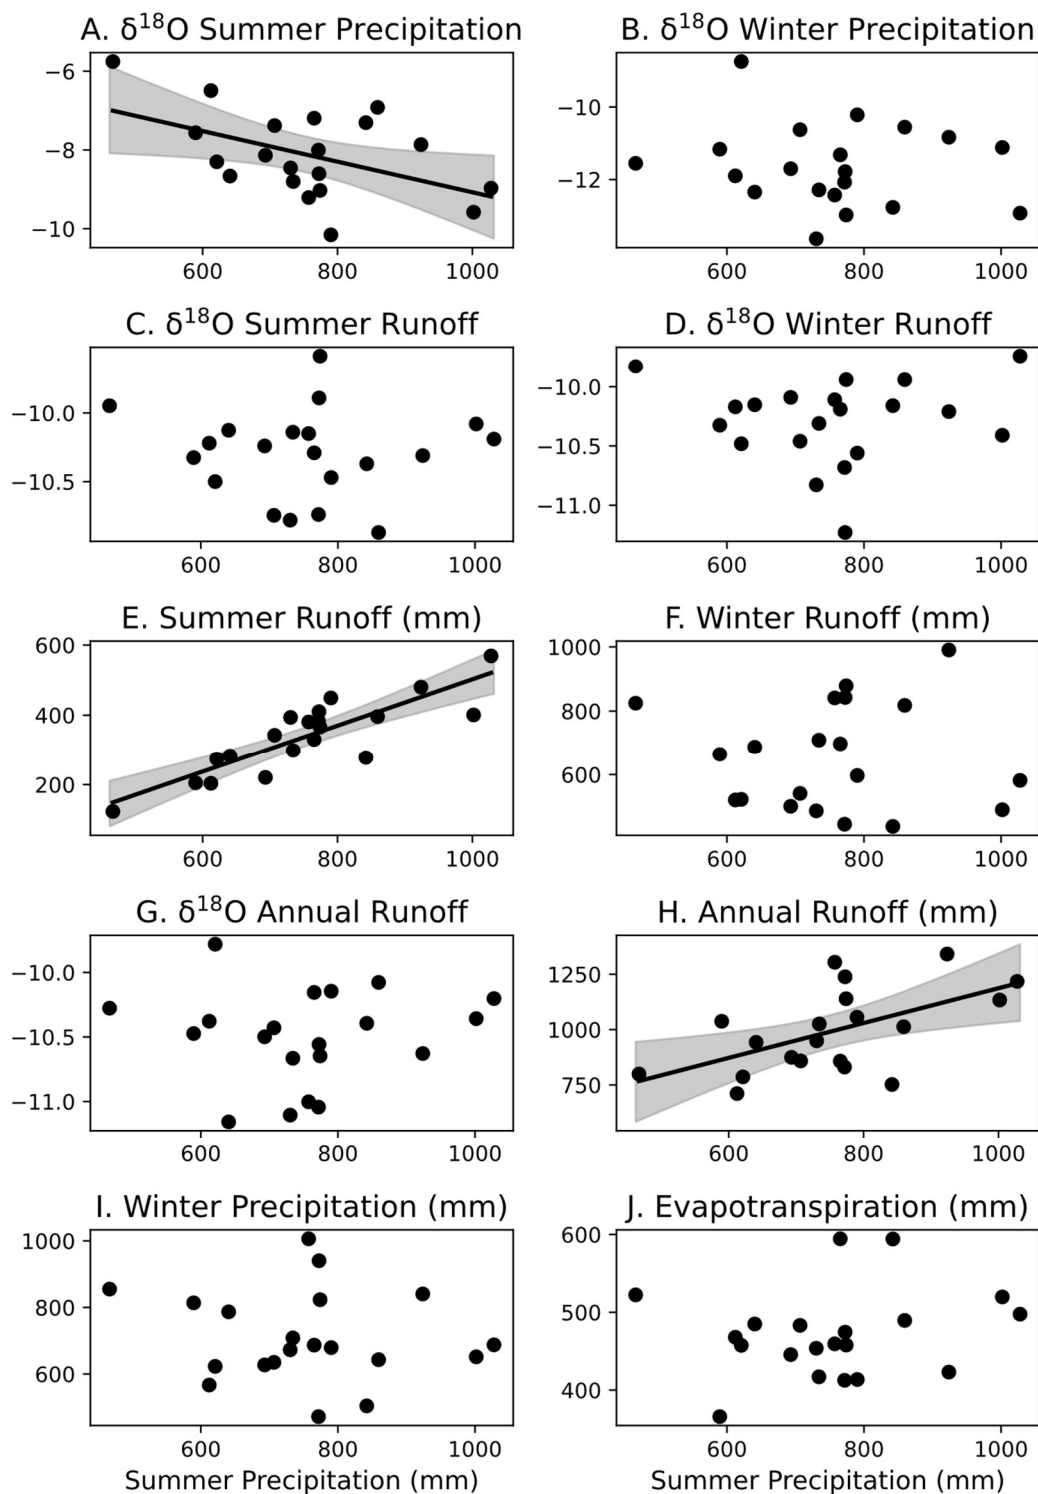 A. δ¹⁸O Summer Precipitation
−6
−8
−10
600 800 1000
B. δ¹⁸O Winter Precipitation
−10
−12
600 800 1000
C. δ¹⁸O Summer Runoff
−10.0
−10.5
600 800 1000
D. δ¹⁸O Winter Runoff
−10.0
−10.5
−11.0
600 800 1000
E. Summer Runoff (mm)
600
400
200
600 800 1000
F. Winter Runoff (mm)
1000
800
600
600 800 1000
G. δ¹⁸O Annual Runoff
−10.0
−10.5
−11.0
600 800 1000
H. Annual Runoff (mm)
1250
1000
750
600 800 1000
I. Winter Precipitation (mm)
1000
800
600
600 800 1000
Summer Precipitation (mm)
J. Evapotranspiration (mm)
600
500
400
600 800 1000
Summer Precipitation (mm)